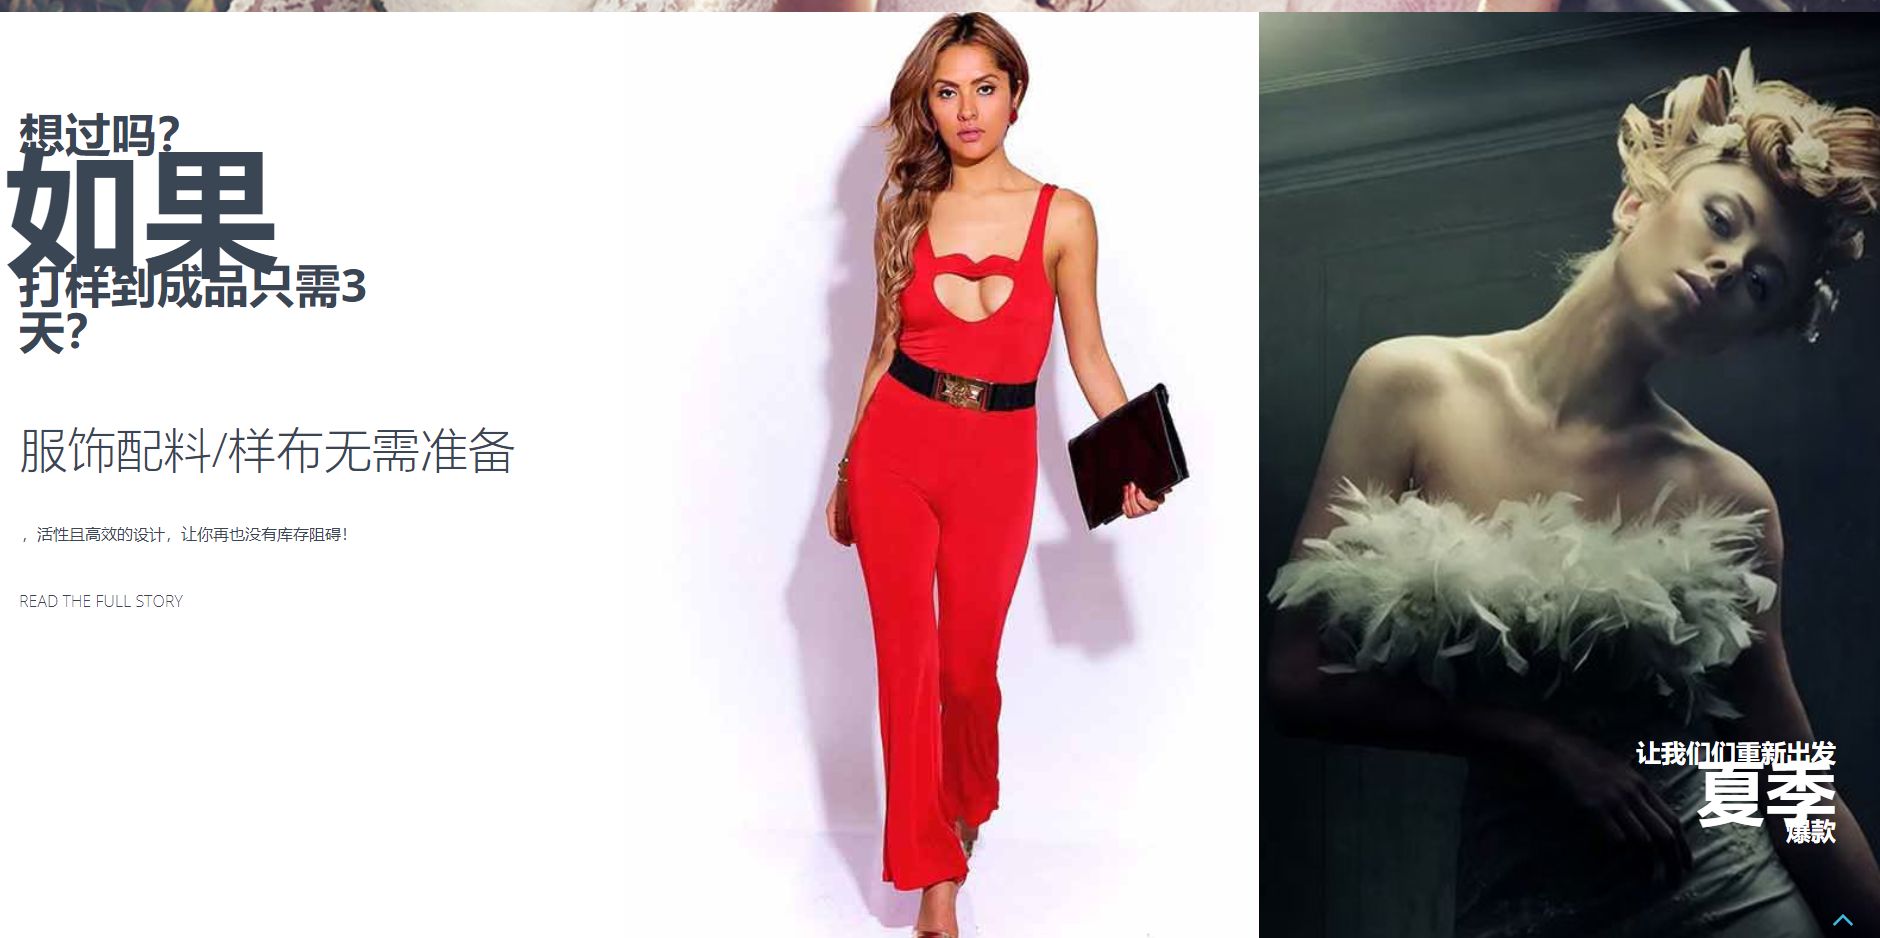 想过吗？
如果
打样到成品只需3
天？
服饰配料/样布无需准备
，活性且高效的设计，让你再也没有库存阻碍！
READ THE FULL STORY
让我们们重新出发
夏季
爆款